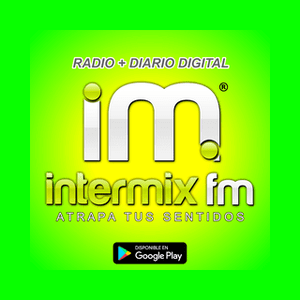 RADIO + DIARIO DIGITAL
im®
intermix fm
ATRAPA TUS SENTIDOS
DISPONIBLE EN
Google Play